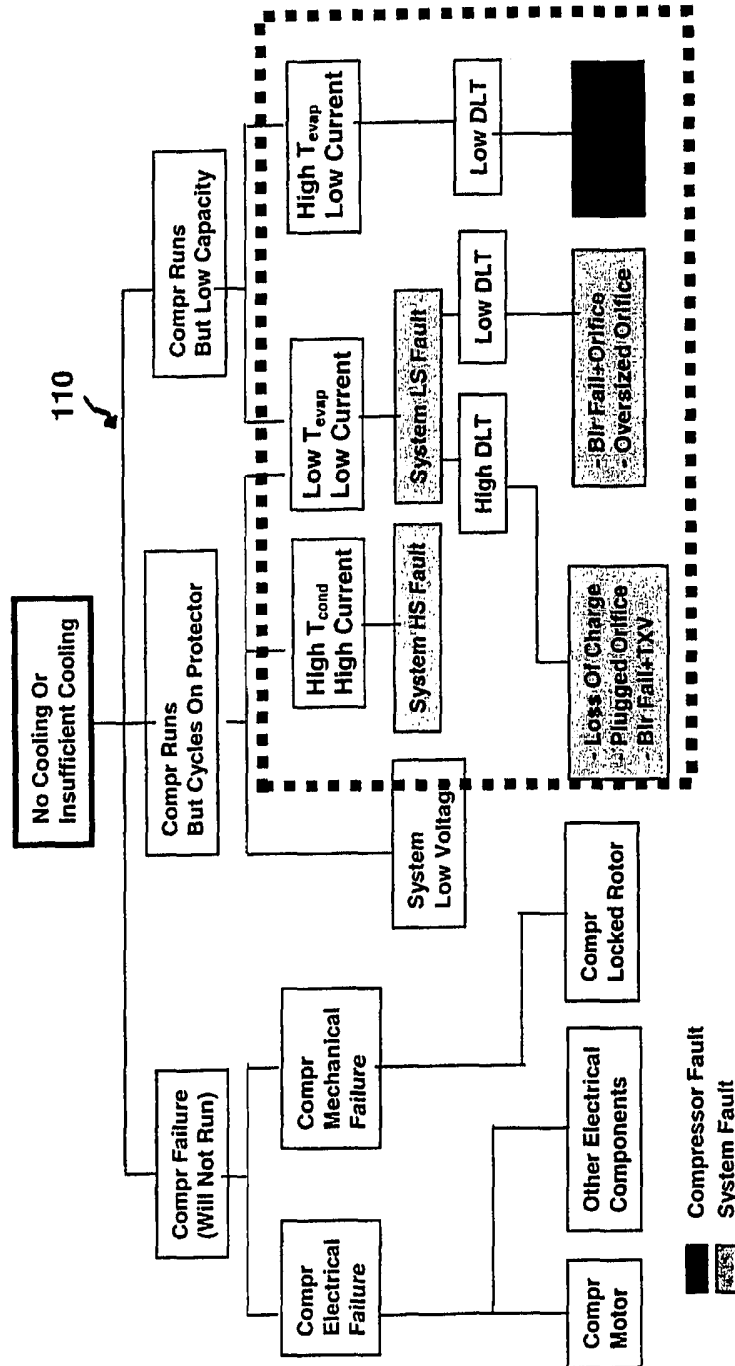 No Cooling Or
Insufficient Cooling
110
Compr Failure
(Will Not Run)
Compr Runs
But Cycles On Protector
Compr Runs
But Low Capacity
Compr
Electrical
Failure
Compr
Mechanical
Failure
System
Low Voltage
High Tcond
High Current
Low Tevap
Low Current
High Tevap
Low Current
System HS Fault
System LS Fault
High DLT
Low DLT
Low DLT
Compr
Motor
Other Electrical
Components
Compr
Locked Rotor
- Loss Of Charge
- Plugged Orifice
- Blr Fail+TXV
- Blr Fail+Orifice
- Oversized Orifice
Compressor Fault
System Fault